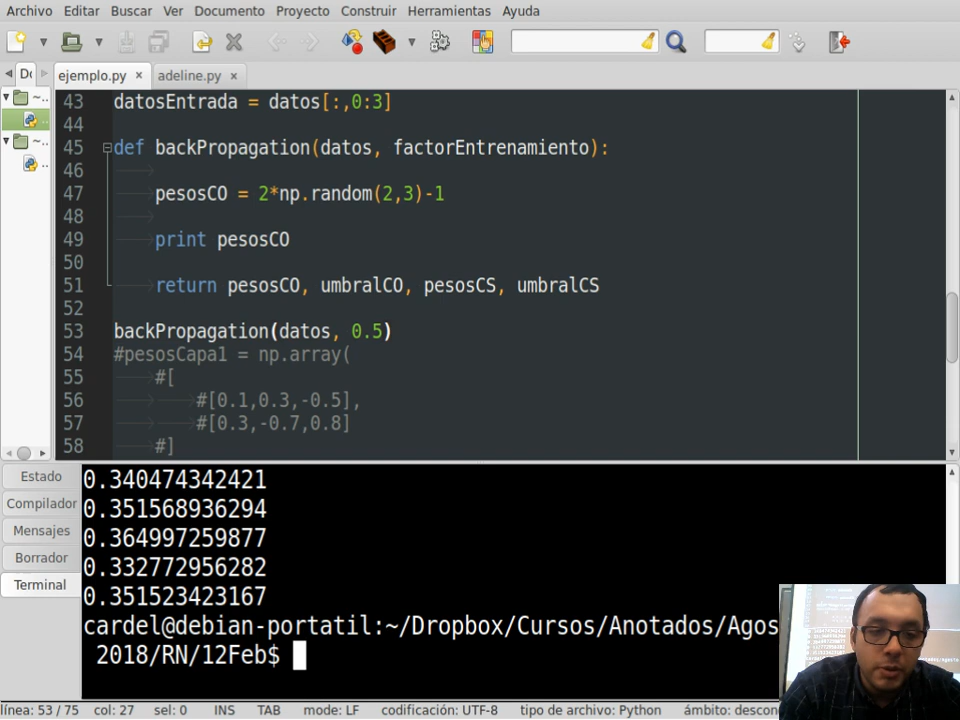 Archivo Editar Buscar Ver Documento Proyecto Construir Herramientas Ayuda
ejemplo.py × adeline.py ×
43 datosEntrada = datos[:,0:3]
44
45 def backPropagation(datos, factorEntrenamiento):
46
47 pesosCO = 2*np.random(2,3)-1
48
49 print pesosCO
50
51 return pesosCO, umbralCO, pesosCS, umbralCS
52
53 backPropagation(datos, 0.5)
54 #pesosCapa1 = np.array(
55 #[
56 #[0.1,0.3,-0.5],
57 #[0.3,-0.7,0.8]
58 #]
Estado
Compilador
Mensajes
Borrador
Terminal
0.340474342421
0.351568936294
0.364997259877
0.332772956282
0.351523423167
cardel@debian-portatil:~/Dropbox/Cursos/Anotados/Agos
2018/RN/12Feb$
línea: 53 / 75 col: 27 sel: 0 INS TAB mode: LF codificación: UTF-8 tipo de archivo: Python ámbito: descon